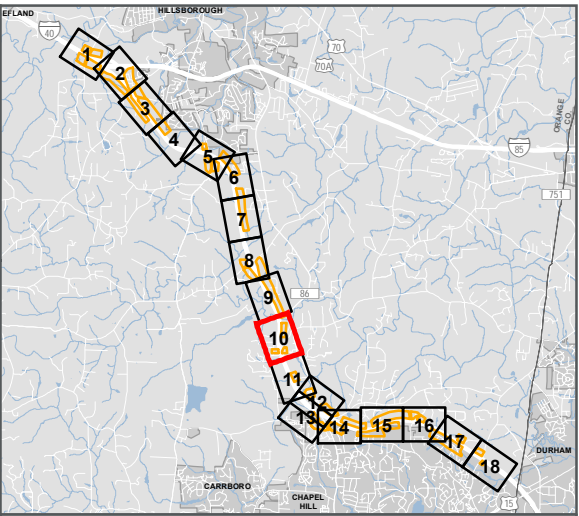 EFLAND
HILLSBOROUGH
40
70
70A
1
2
3
4
5
6
7
8
9
10
11
12
13
14
15
16
17
18
85
ORANGE
CO
751
86
DURHAM
CARRBORO
CHAPEL
HILL
15